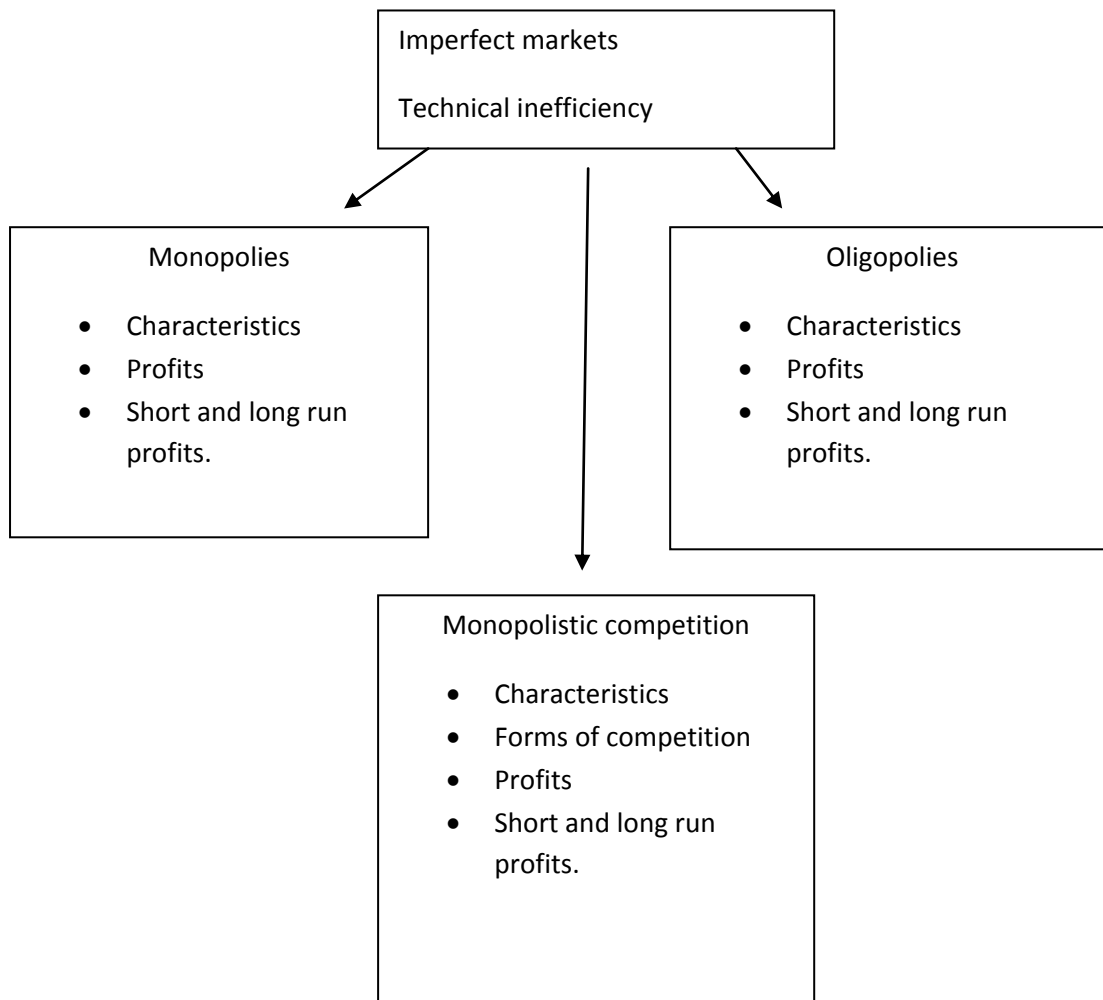 Imperfect markets
Technical inefficiency
Monopolies
• Characteristics
• Profits
• Short and long run
profits.
Oligopolies
• Characteristics
• Profits
• Short and long run
profits.
Monopolistic competition
• Characteristics
• Forms of competition
• Profits
• Short and long run
profits.